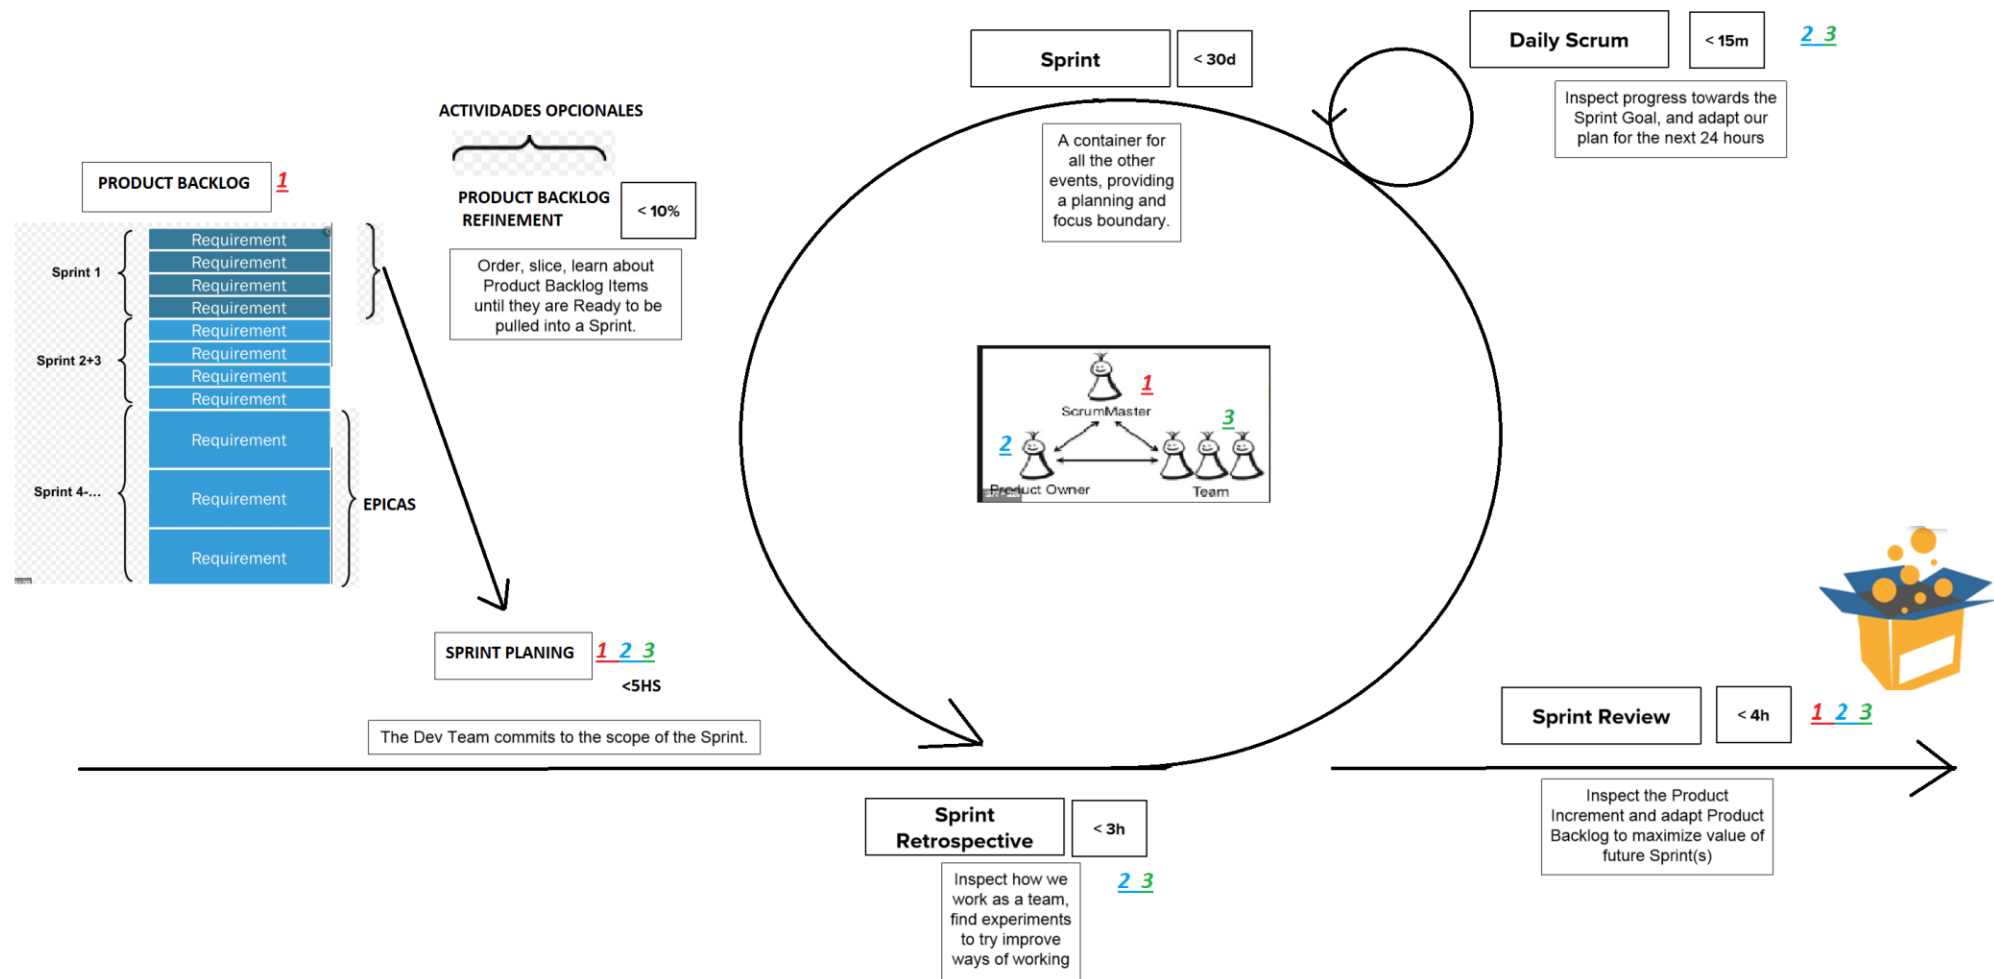 PRODUCT BACKLOG
1
Sprint 1
Requirement
Requirement
Requirement
Requirement
Sprint 2+3
Requirement
Requirement
Requirement
Requirement
Sprint 4-...
Requirement
Requirement
Requirement
EPICAS
ACTIVIDADES OPCIONALES
PRODUCT BACKLOG
REFINEMENT
< 10%
Order, slice, learn about
Product Backlog Items
until they are Ready to be
pulled into a Sprint.
SPRINT PLANING
1 2 3
<5HS
The Dev Team commits to the scope of the Sprint.
Sprint
< 30d
A container for
all the other
events, providing
a planning and
focus boundary.
Daily Scrum
< 15m
2 3
Inspect progress towards the
Sprint Goal, and adapt our
plan for the next 24 hours
1
ScrumMaster
2
3
Product Owner
Team
Sprint Review
< 4h
1 2 3
Inspect the Product
Increment and adapt Product
Backlog to maximize value of
future Sprint(s)
Sprint
Retrospective
< 3h
2 3
Inspect how we
work as a team,
find experiments
to try improve
ways of working